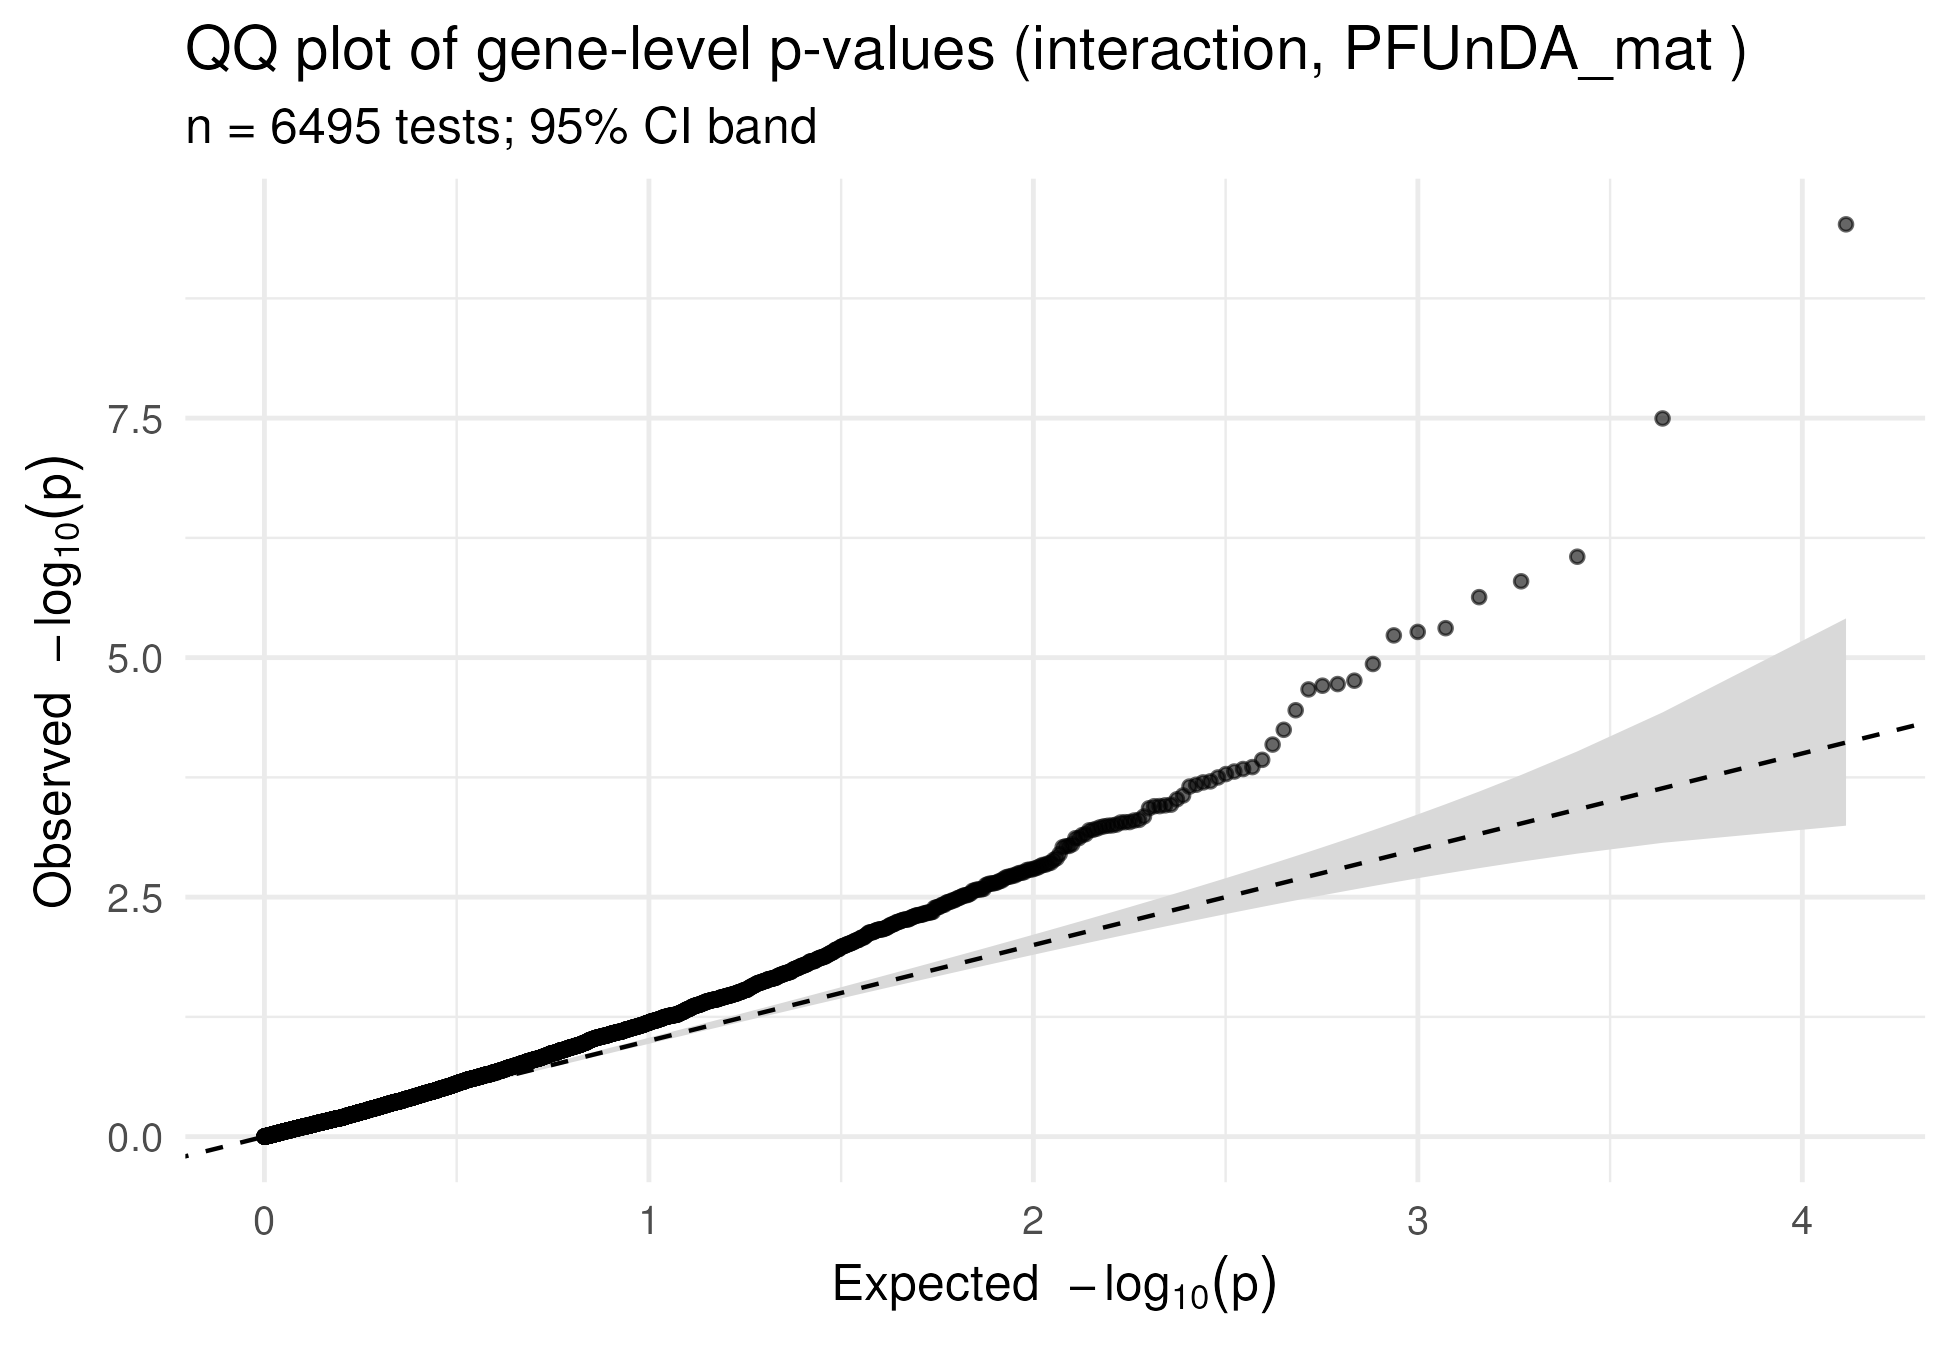 QQ plot of gene-level p-values (interaction, PFUnDA_mat )
n = 6495 tests; 95% CI band
Observed −log10(p)
7.5
5.0
2.5
0.0
0 1 2 3 4
Expected −log10(p)